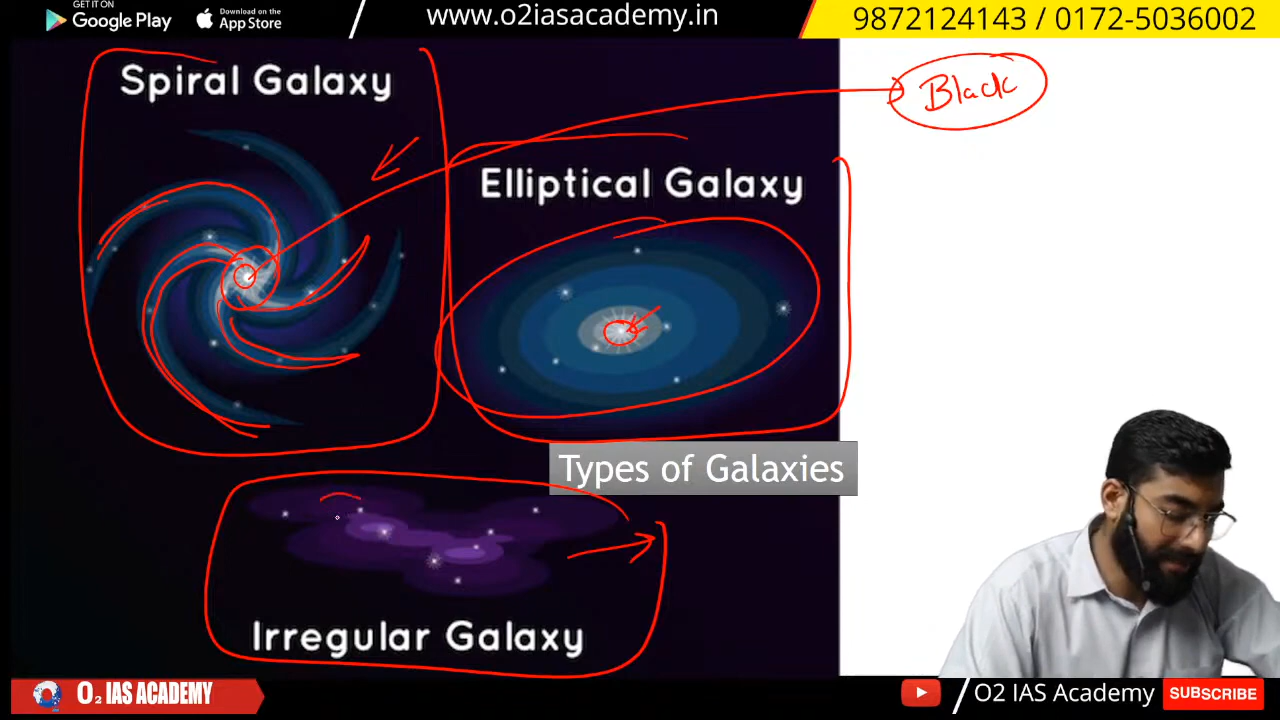 GET IT ON
Google Play
Download on the
App Store
www.o2iasacademy.in
9872124143 / 0172-5036002
Spiral Galaxy
Black
Elliptical Galaxy
Types of Galaxies
Irregular Galaxy
O₂ IAS ACADEMY
O2 IAS Academy
SUBSCRIBE